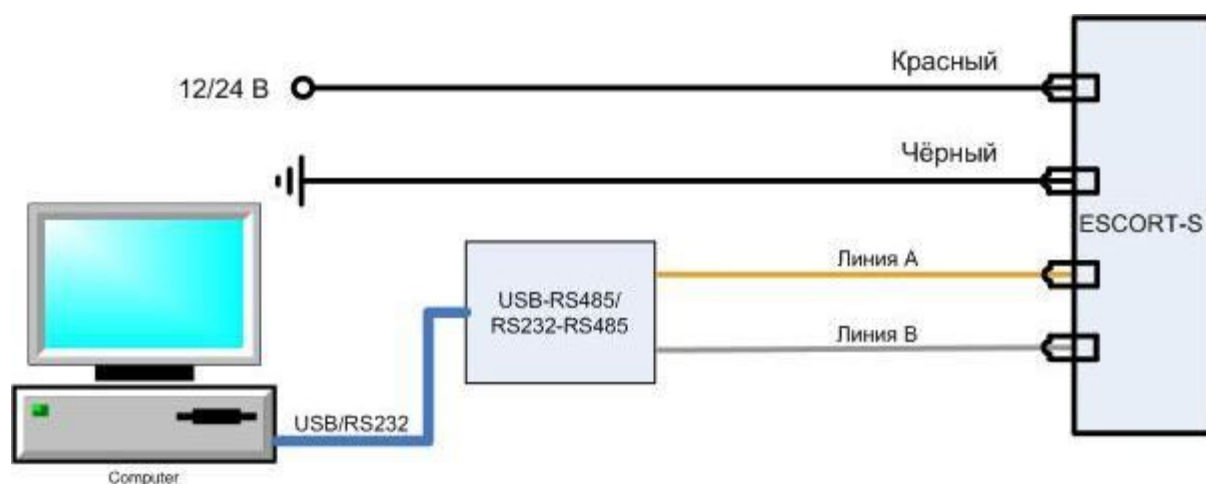 Красный
12/24 В
Чёрный
ESCORT-S
Линия А
USB-RS485/
RS232-RS485
Линия В
USB/RS232
Computer